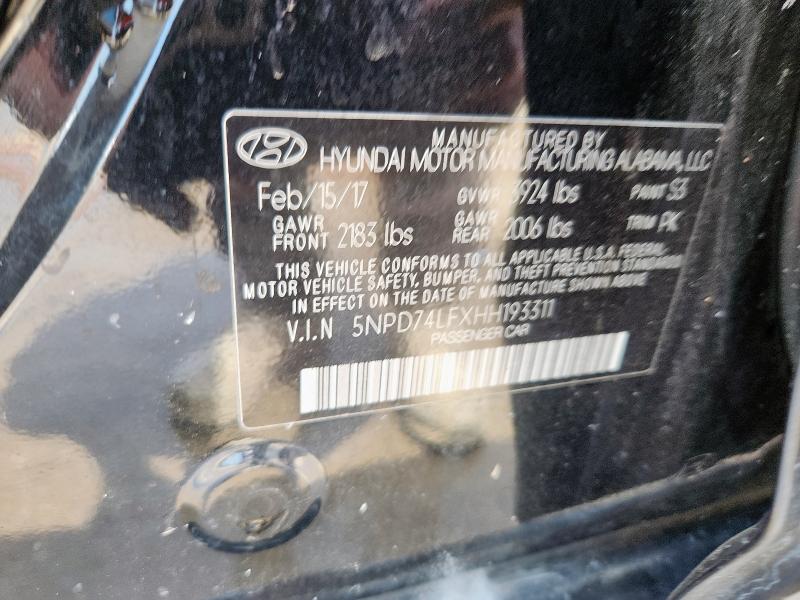 MANUFACTURED BY
HYUNDAI MOTOR MANUFACTURING ALABAMA, LLC
Feb/15/17 GVWR 3924 lbs PAINT S3
GAWR FRONT 2183 lbs GAWR REAR 2006 lbs TRIM PK
THIS VEHICLE CONFORMS TO ALL APPLICABLE U.S.A. FEDERAL
MOTOR VEHICLE SAFETY, BUMPER, AND THEFT PREVENTION STANDARDS
IN EFFECT ON THE DATE OF MANUFACTURE SHOWN ABOVE
V.I.N 5NPD74LFXHH193311
PASSENGER CAR